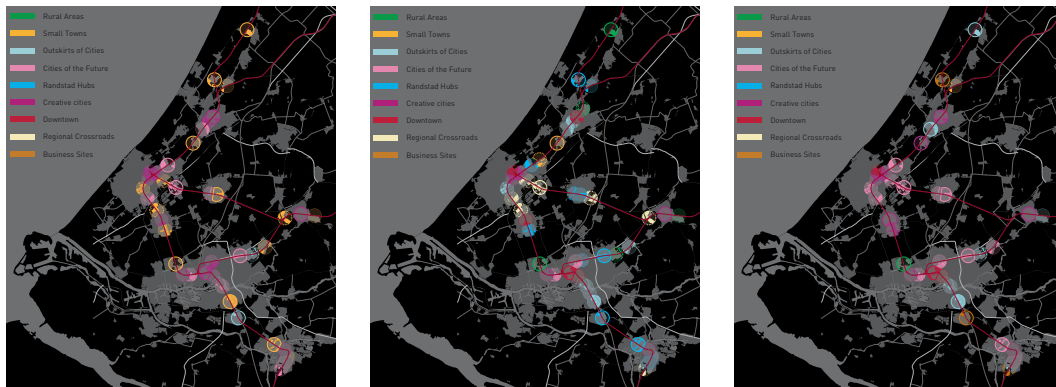 Rural Areas
Small Towns
Outskirts of Cities
Cities of the Future
Randstad Hubs
Creative cities
Downtown
Regional Crossroads
Business Sites
Rural Areas
Small Towns
Outskirts of Cities
Cities of the Future
Randstad Hubs
Creative cities
Downtown
Regional Crossroads
Business Sites
Rural Areas
Small Towns
Outskirts of Cities
Cities of the Future
Randstad Hubs
Creative cities
Downtown
Regional Crossroads
Business Sites